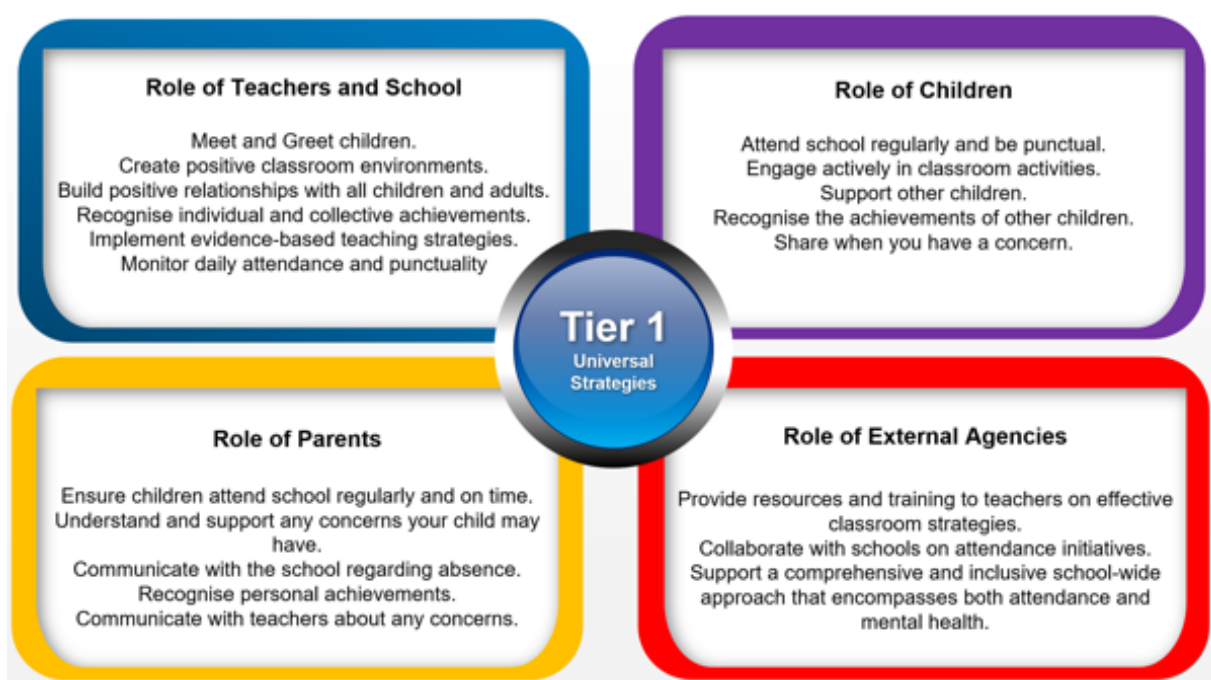 Role of Teachers and School
Meet and Greet children.
Create positive classroom environments.
Build positive relationships with all children and adults.
Recognise individual and collective achievements.
Implement evidence-based teaching strategies.
Monitor daily attendance and punctuality
Role of Children
Attend school regularly and be punctual.
Engage actively in classroom activities.
Support other children.
Recognise the achievements of other children.
Share when you have a concern.
Tier 1
Universal
Strategies
Role of Parents
Ensure children attend school regularly and on time.
Understand and support any concerns your child may
have.
Communicate with the school regarding absence.
Recognise personal achievements.
Communicate with teachers about any concerns.
Role of External Agencies
Provide resources and training to teachers on effective
classroom strategies.
Collaborate with schools on attendance initiatives.
Support a comprehensive and inclusive school-wide
approach that encompasses both attendance and
mental health.